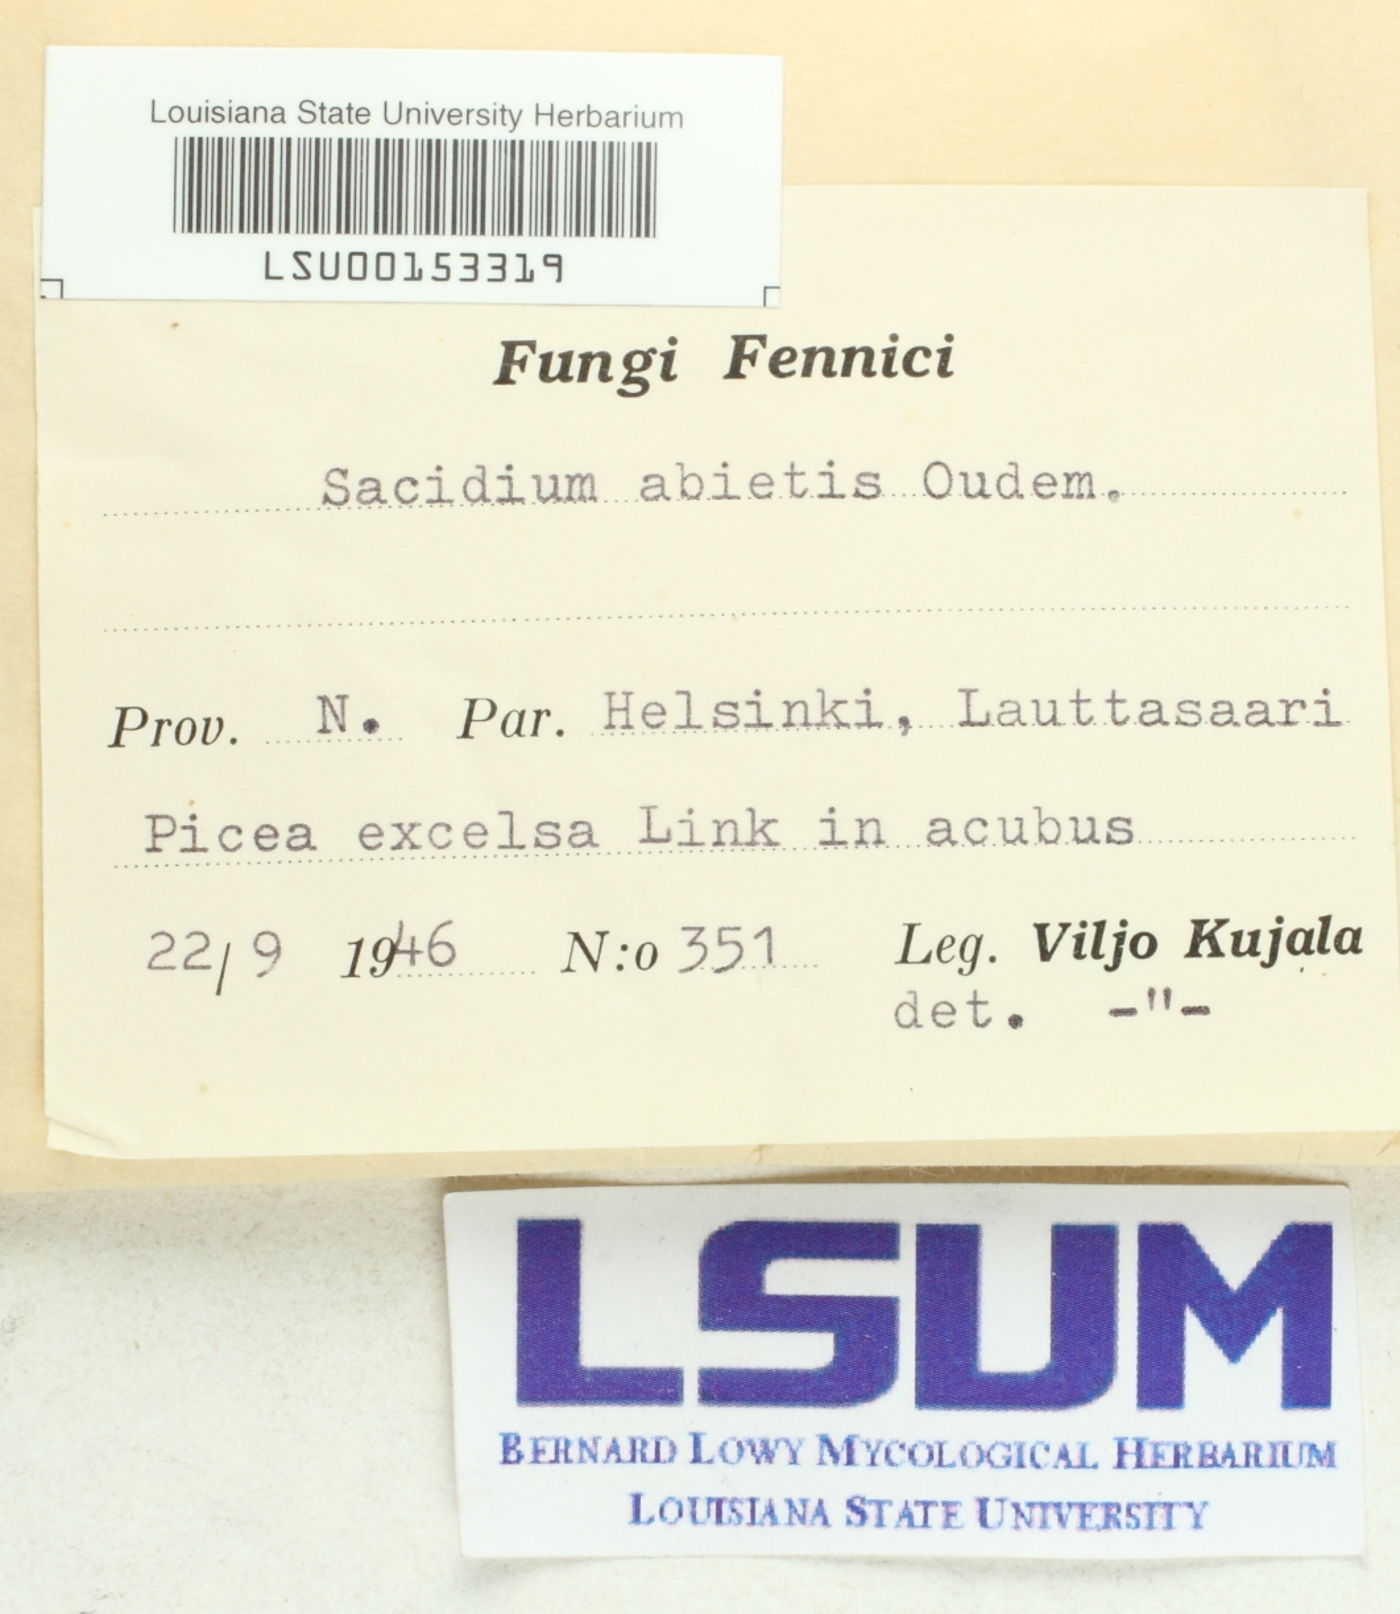 Louisiana State University Herbarium
LSU00153319
Fungi Fennici
Sacidium abietis Oudem.
Prov. N. Par. Helsinki, Lauttasaari
Picea excelsa Link in acubus
22/9 1946 N:o 351 Leg. Viljo Kujala
det. -"-
LSUM
BERNARD LOWY MYCOLOGICAL HERBARIUM
LOUISIANA STATE UNIVERSITY